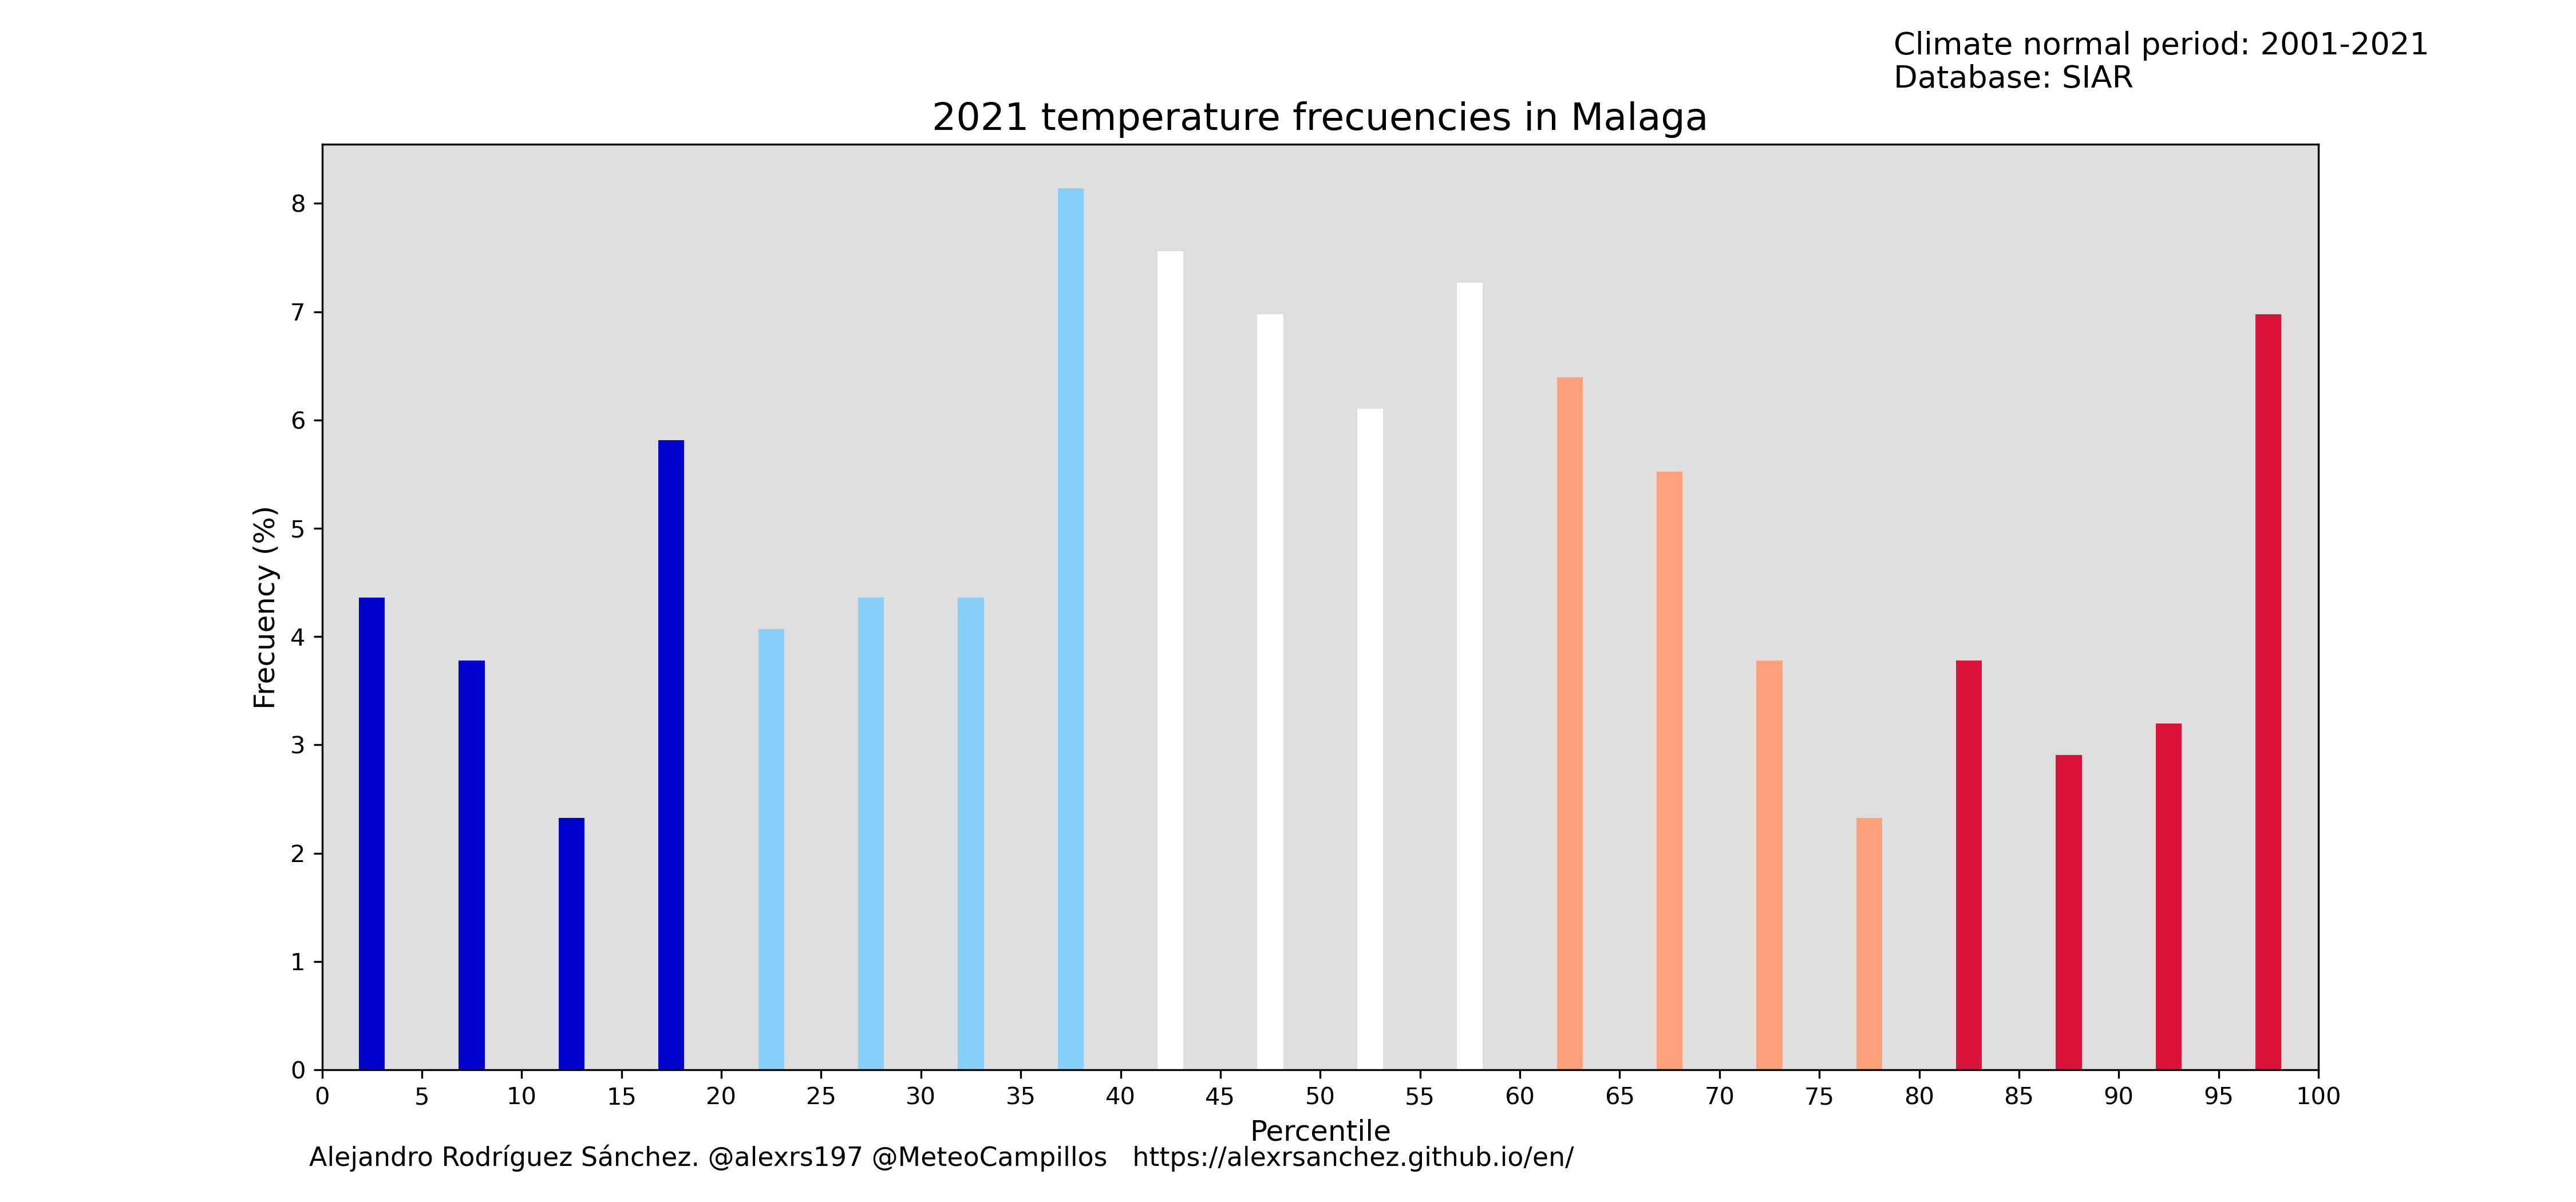 Climate normal period: 2001-2021
Database: SIAR
2021 temperature frecuencies in Malaga
8
7
6
5
4
3
2
1
0
Frecuency (%)
0 5 10 15 20 25 30 35 40 45 50 55 60 65 70 75 80 85 90 95 100
Percentile
Alejandro Rodríguez Sánchez. @alexrs197 @MeteoCampillos https://alexrsanchez.github.io/en/